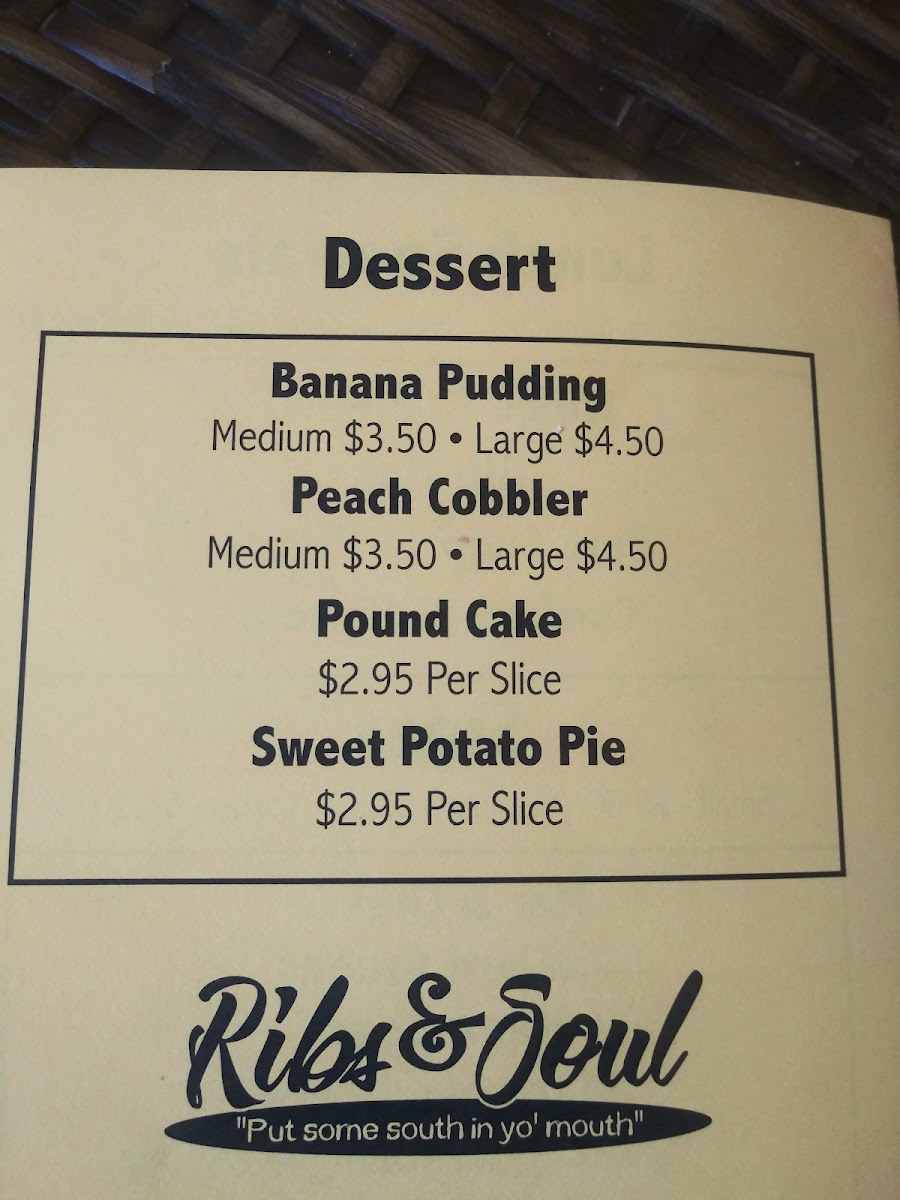 Dessert
Banana Pudding
Medium $3.50 • Large $4.50
Peach Cobbler
Medium $3.50 • Large $4.50
Pound Cake
$2.95 Per Slice
Sweet Potato Pie
$2.95 Per Slice
Ribs & Soul
"Put some south in yo' mouth"